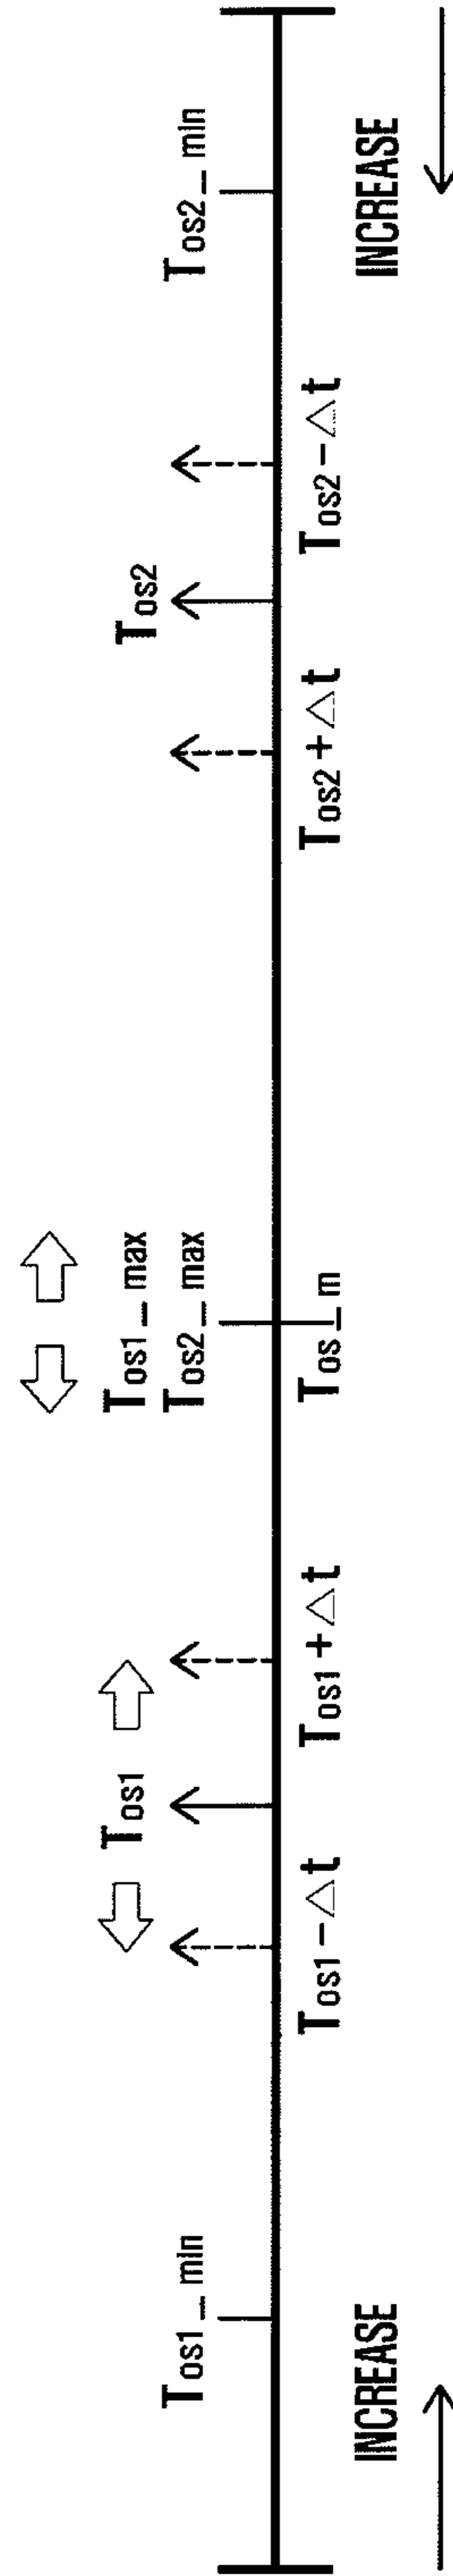 Tos1_max
Tos2_max
Tos1
Tos2
Tos1_min
Tos2_min
Tos1−△t
Tos1+△t
Tos_m
Tos2+△t
Tos2−△t
INCREASE
INCREASE